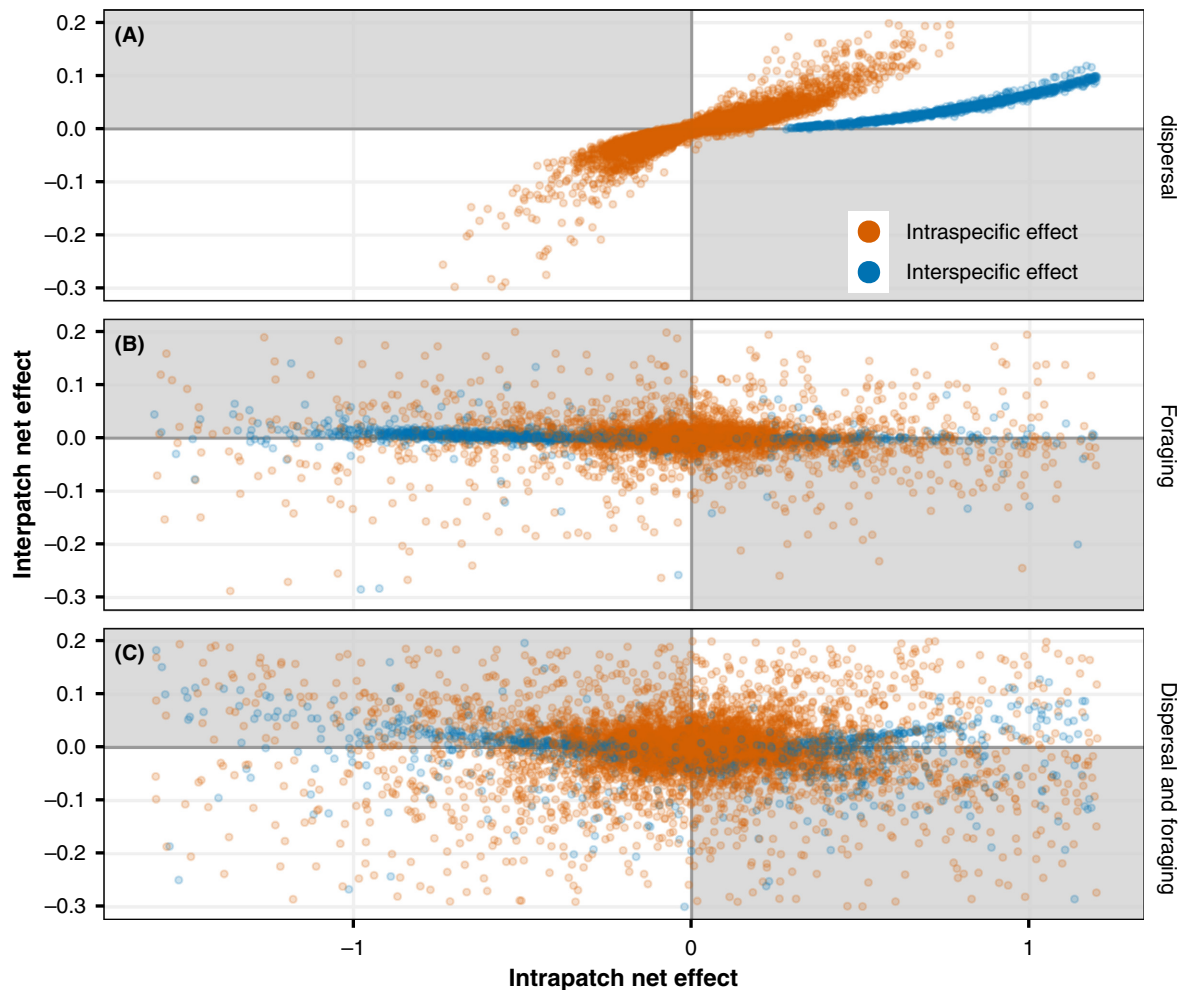 (A)
0.2
0.1
0.0
−0.1
−0.2
−0.3
dispersal
Intraspecific effect
Interspecific effect
(B)
0.2
0.1
0.0
−0.1
−0.2
−0.3
Foraging
Interpatch net effect
(C)
0.2
0.1
0.0
−0.1
−0.2
−0.3
Dispersal and foraging
−1
0
1
Intrapatch net effect